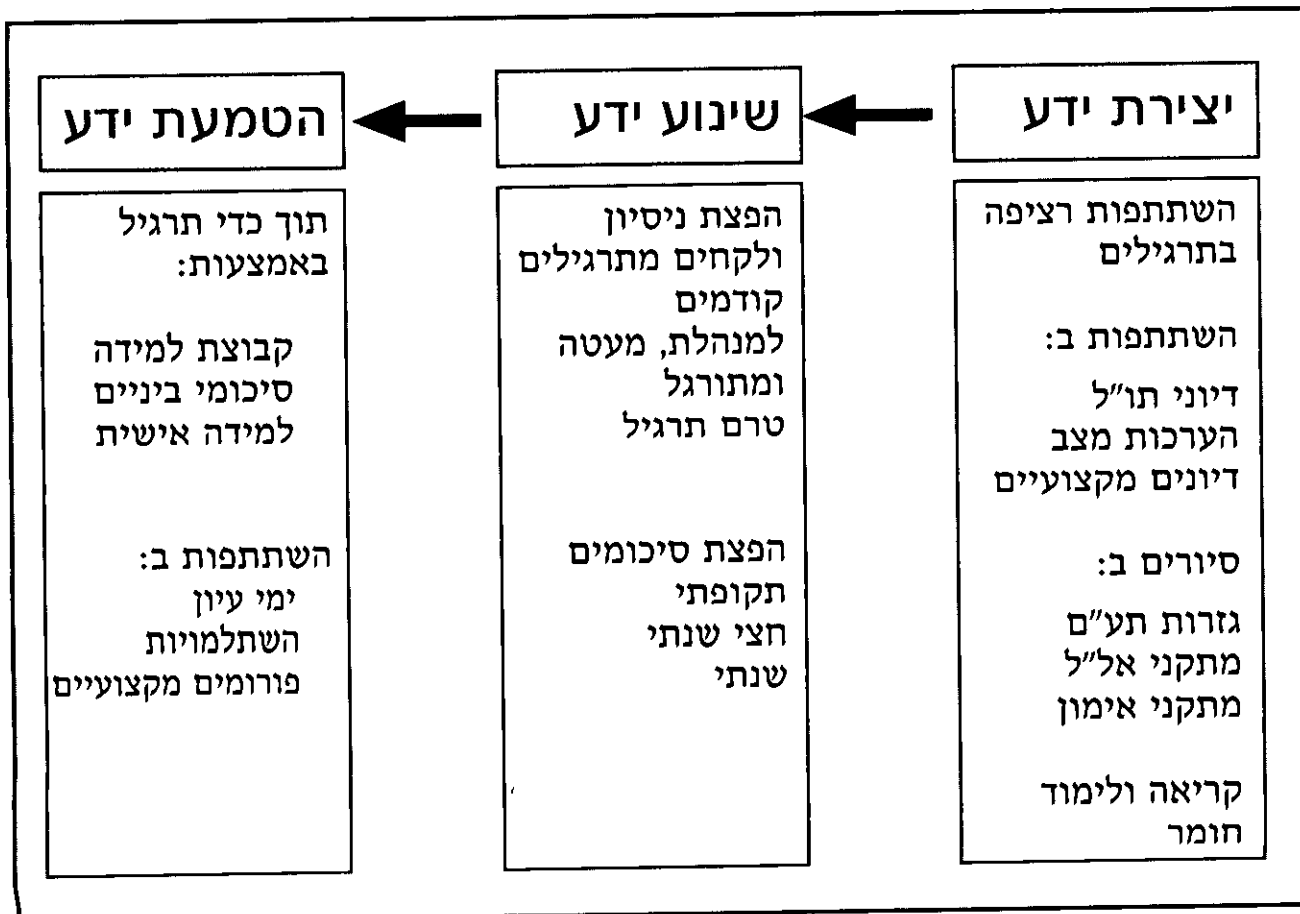 יצירת ידע
השתתפות רציפה
בתרגילים
השתתפות ב:
דיוני תו"ל
הערכות מצב
דיונים מקצועיים
סיורים ב:
גזרות תע"ם
מתקני אל"ל
מתקני אימון
קריאה ולימוד
חומר
שינוע ידע
הפצת ניסיון
ולקחים מתרגילים
קודמים
למנהלת, מעטה
ומתורגל
טרם תרגיל
הפצת סיכומים
תקופתי
חצי שנתי
שנתי
הטמעת ידע
תוך כדי תרגיל
באמצעות:
קבוצת למידה
סיכומי ביניים
למידה אישית
השתתפות ב:
ימי עיון
השתלמויות
פורומים מקצועיים